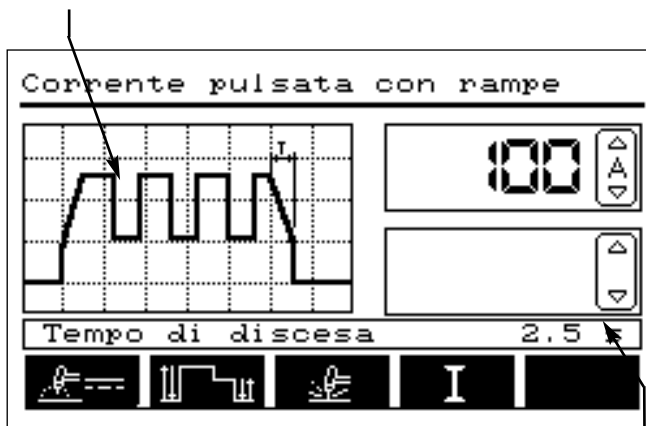 Corrente pulsata con rampe
T
100 A
Tempo di discesa 2.5 s
I